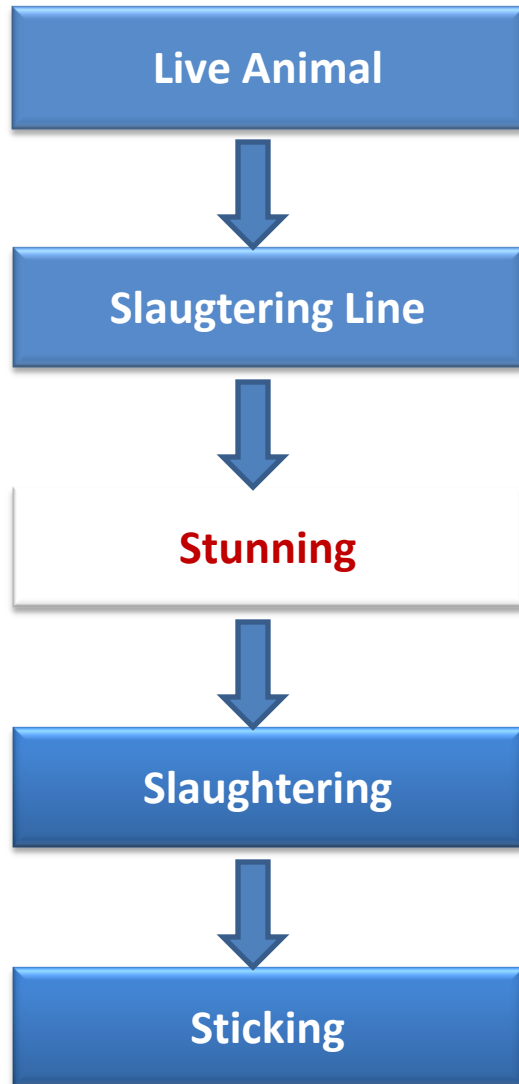 Live Animal
Slaugtering Line
Stunning
Slaughtering
Sticking